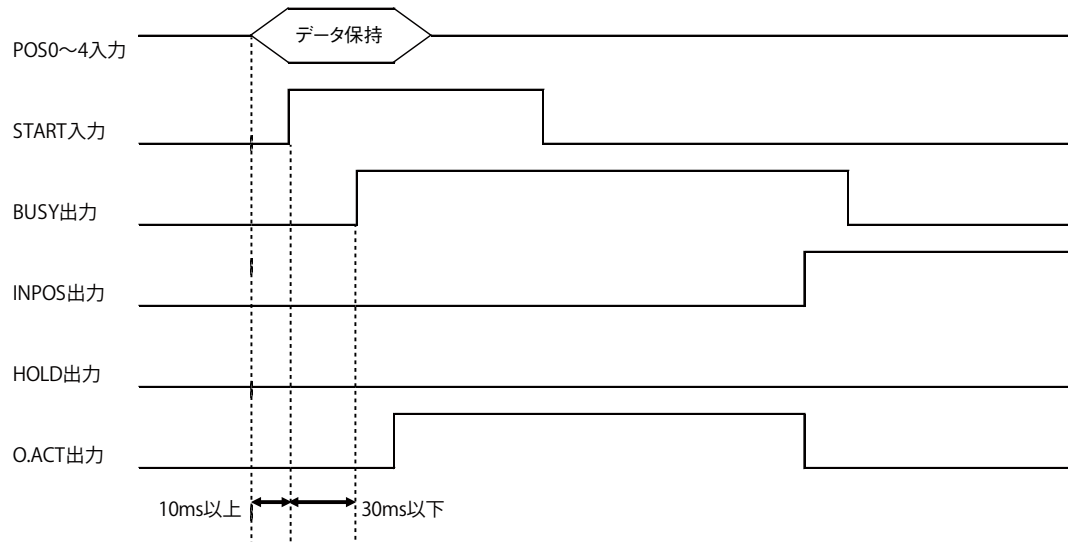 データ保持
POS0～4入力
START入力
BUSY出力
INPOS出力
HOLD出力
O.ACT出力
10ms以上
30ms以下